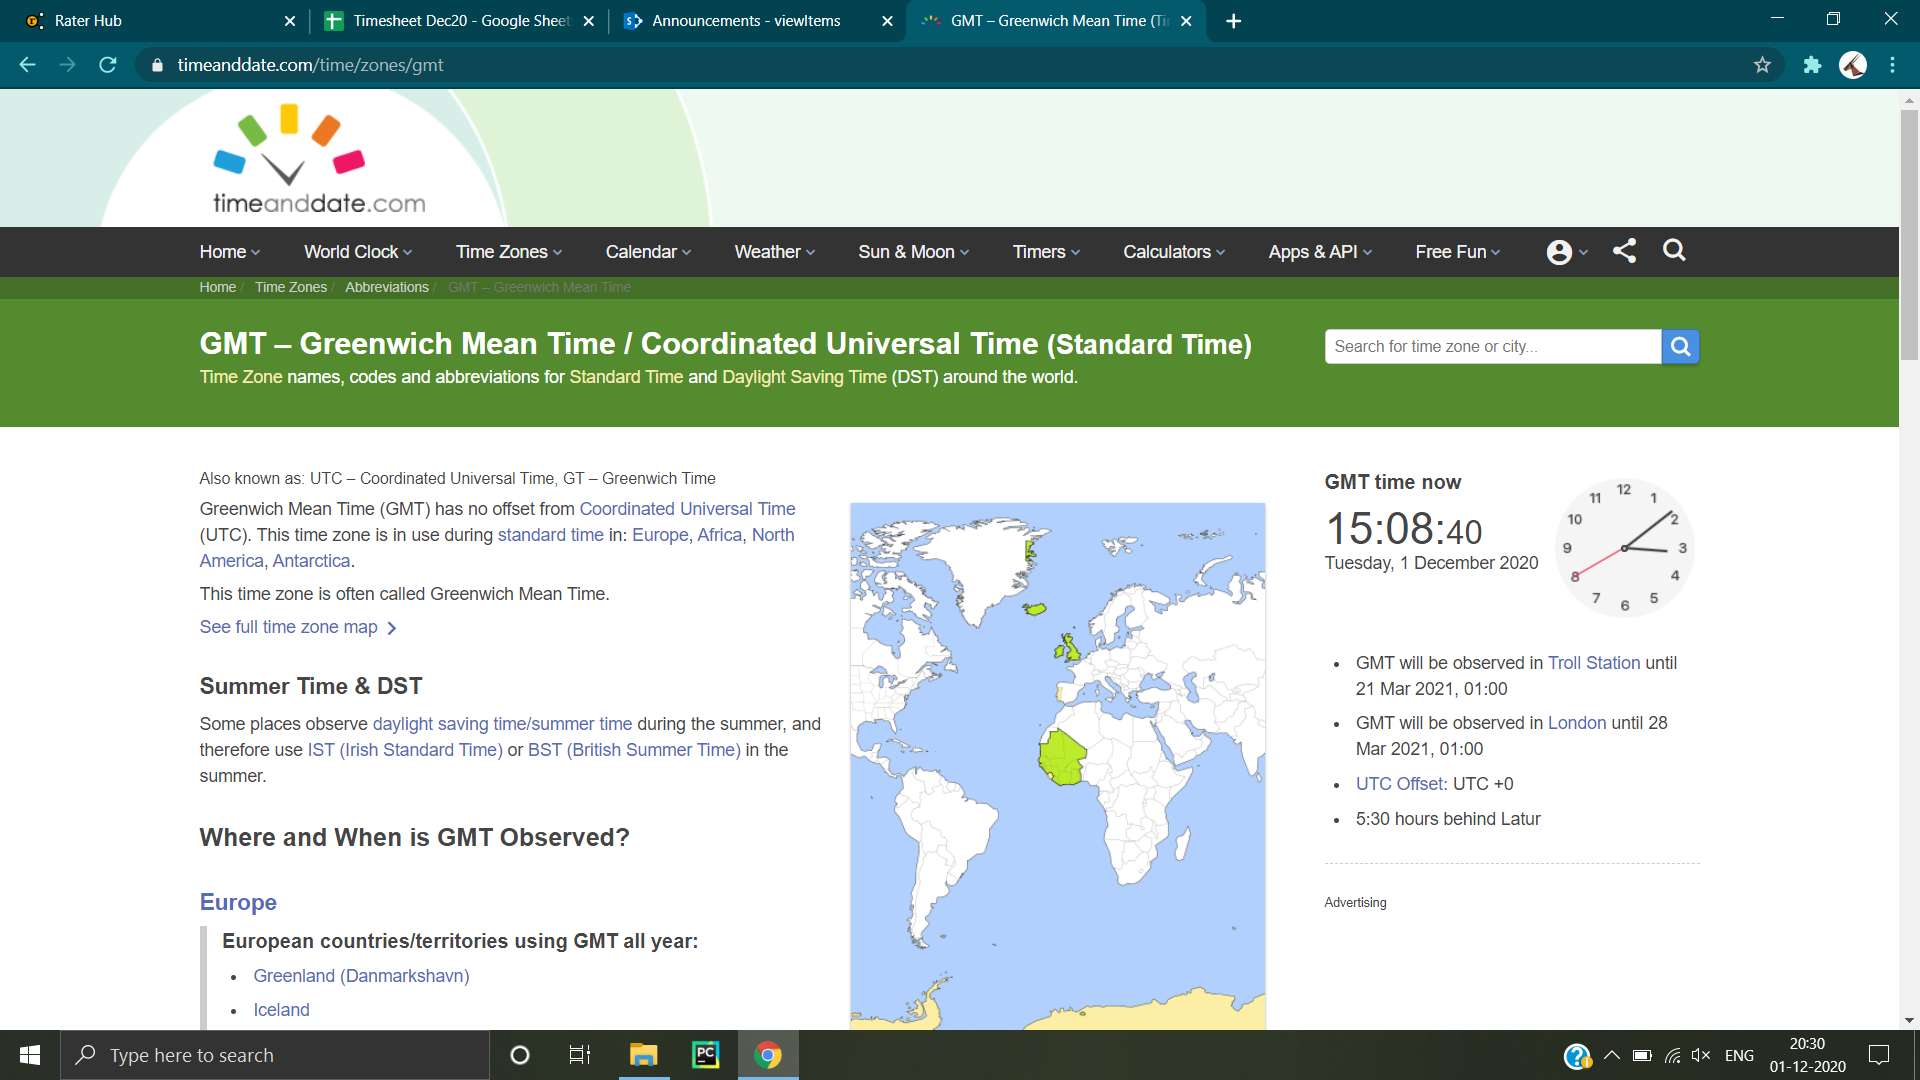 Rater Hub
Timesheet Dec20 - Google Sheet
Announcements - viewItems
GMT – Greenwich Mean Time (Ti
timeanddate.com/time/zones/gmt
timeanddate.com
Home World Clock Time Zones Calendar Weather Sun & Moon Timers Calculators Apps & API Free Fun
Home / Time Zones / Abbreviations / GMT – Greenwich Mean Time
GMT – Greenwich Mean Time / Coordinated Universal Time (Standard Time)
Time Zone names, codes and abbreviations for Standard Time and Daylight Saving Time (DST) around the world.
Search for time zone or city...
Also known as: UTC – Coordinated Universal Time, GT – Greenwich Time
Greenwich Mean Time (GMT) has no offset from Coordinated Universal Time
(UTC). This time zone is in use during standard time in: Europe, Africa, North
America, Antarctica.
This time zone is often called Greenwich Mean Time.
See full time zone map
Summer Time & DST
Some places observe daylight saving time/summer time during the summer, and
therefore use IST (Irish Standard Time) or BST (British Summer Time) in the
summer.
Where and When is GMT Observed?
Europe
European countries/territories using GMT all year:
• Greenland (Danmarkshavn)
• Iceland
GMT time now
15:08:40
Tuesday, 1 December 2020
12 1 2 3 4 5 6 7 8 9 10 11
• GMT will be observed in Troll Station until
21 Mar 2021, 01:00
• GMT will be observed in London until 28
Mar 2021, 01:00
• UTC Offset: UTC +0
• 5:30 hours behind Latur
Advertising
Type here to search
PC
ENG
20:30
01-12-2020